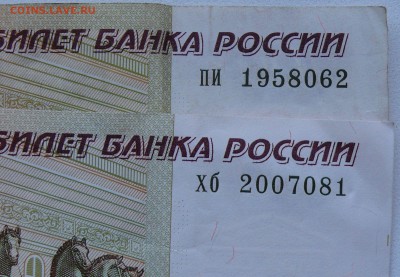 COINS.LAVE.RU
БИЛЕТ БАНКА РОССИИ
ПИ 1958062
БИЛЕТ БАНКА РОССИИ
Хб 2007081